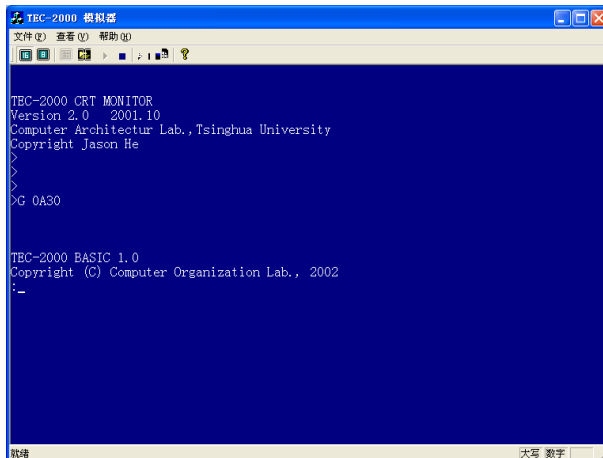 TEC-2000 模拟器
文件(F) 查看(V) 帮助(H)
16 8
TEC-2000 CRT MONITOR
Version 2.0 2001.10
Computer Architectur Lab.,Tsinghua University
Copyright Jason He
>
>
>
>G 0A30
TEC-2000 BASIC 1.0
Copyright (C) Computer Organization Lab., 2002
:_
就绪 大写 数字